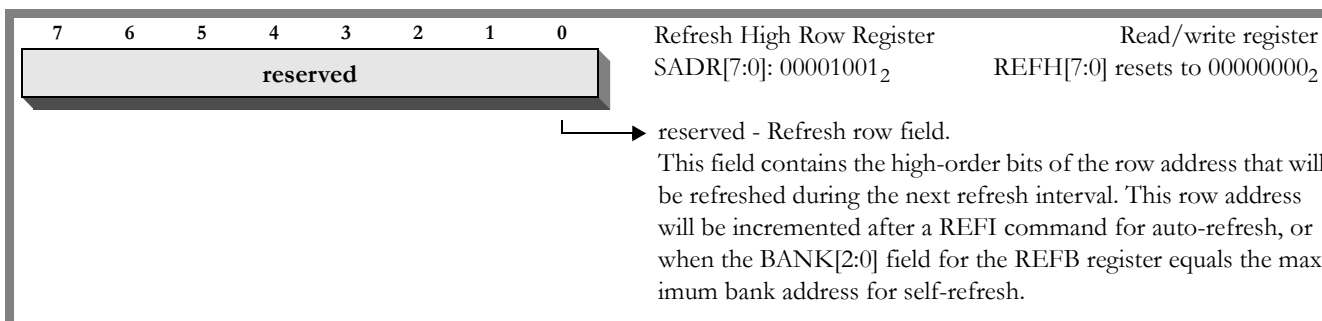 7 6 5 4 3 2 1 0
reserved
Refresh High Row Register Read/write register
SADR[7:0]: 00001001₂ REFH[7:0] resets to 00000000₂
reserved - Refresh row field.
This field contains the high-order bits of the row address that will
be refreshed during the next refresh interval. This row address
will be incremented after a REFI command for auto-refresh, or
when the BANK[2:0] field for the REFB register equals the max
imum bank address for self-refresh.